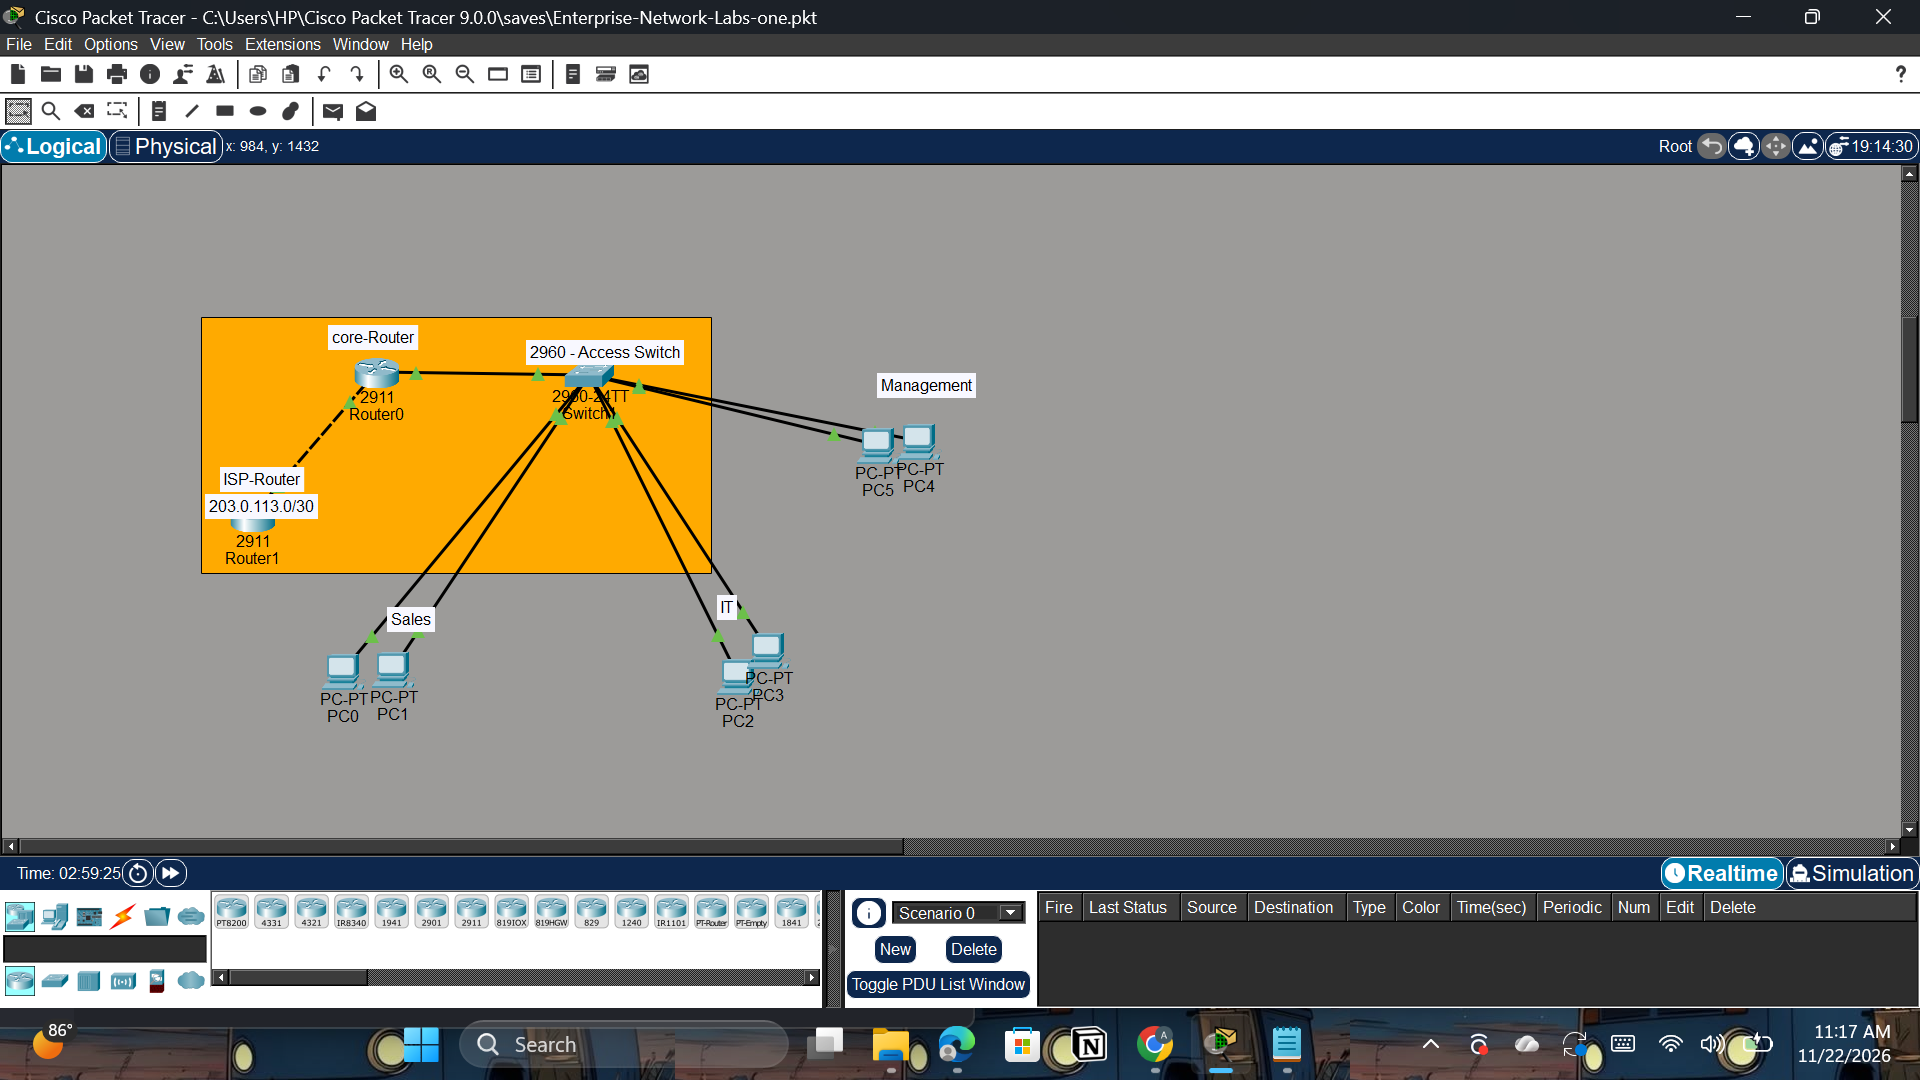 Cisco Packet Tracer - C:\Users\HP\Cisco Packet Tracer 9.0.0\saves\Enterprise-Network-Labs-one.pkt
File Edit Options View Tools Extensions Window Help
?
Logical Physical x: 984, y: 1432
Root 19:14:30
core-Router
2911
Router0
2960 - Access Switch
2960-24TT
Switch1
Management
PC-PT
PC5
PC-PT
PC4
ISP-Router
203.0.113.0/30
2911
Router1
Sales
PC-PT
PC0
PC-PT
PC1
IT
PC-PT
PC3
PC-PT
PC2
Time: 02:59:25
Realtime Simulation
PT8200 4331 4321 IR8340 1941 2901 2911 819IOX 819HGW 829 1240 IR1101 PT-Router PT-Empty 1841
Scenario 0
New Delete
Toggle PDU List Window
Fire Last Status Source Destination Type Color Time(sec) Periodic Num Edit Delete
86°
Search
11:17 AM
11/22/2026